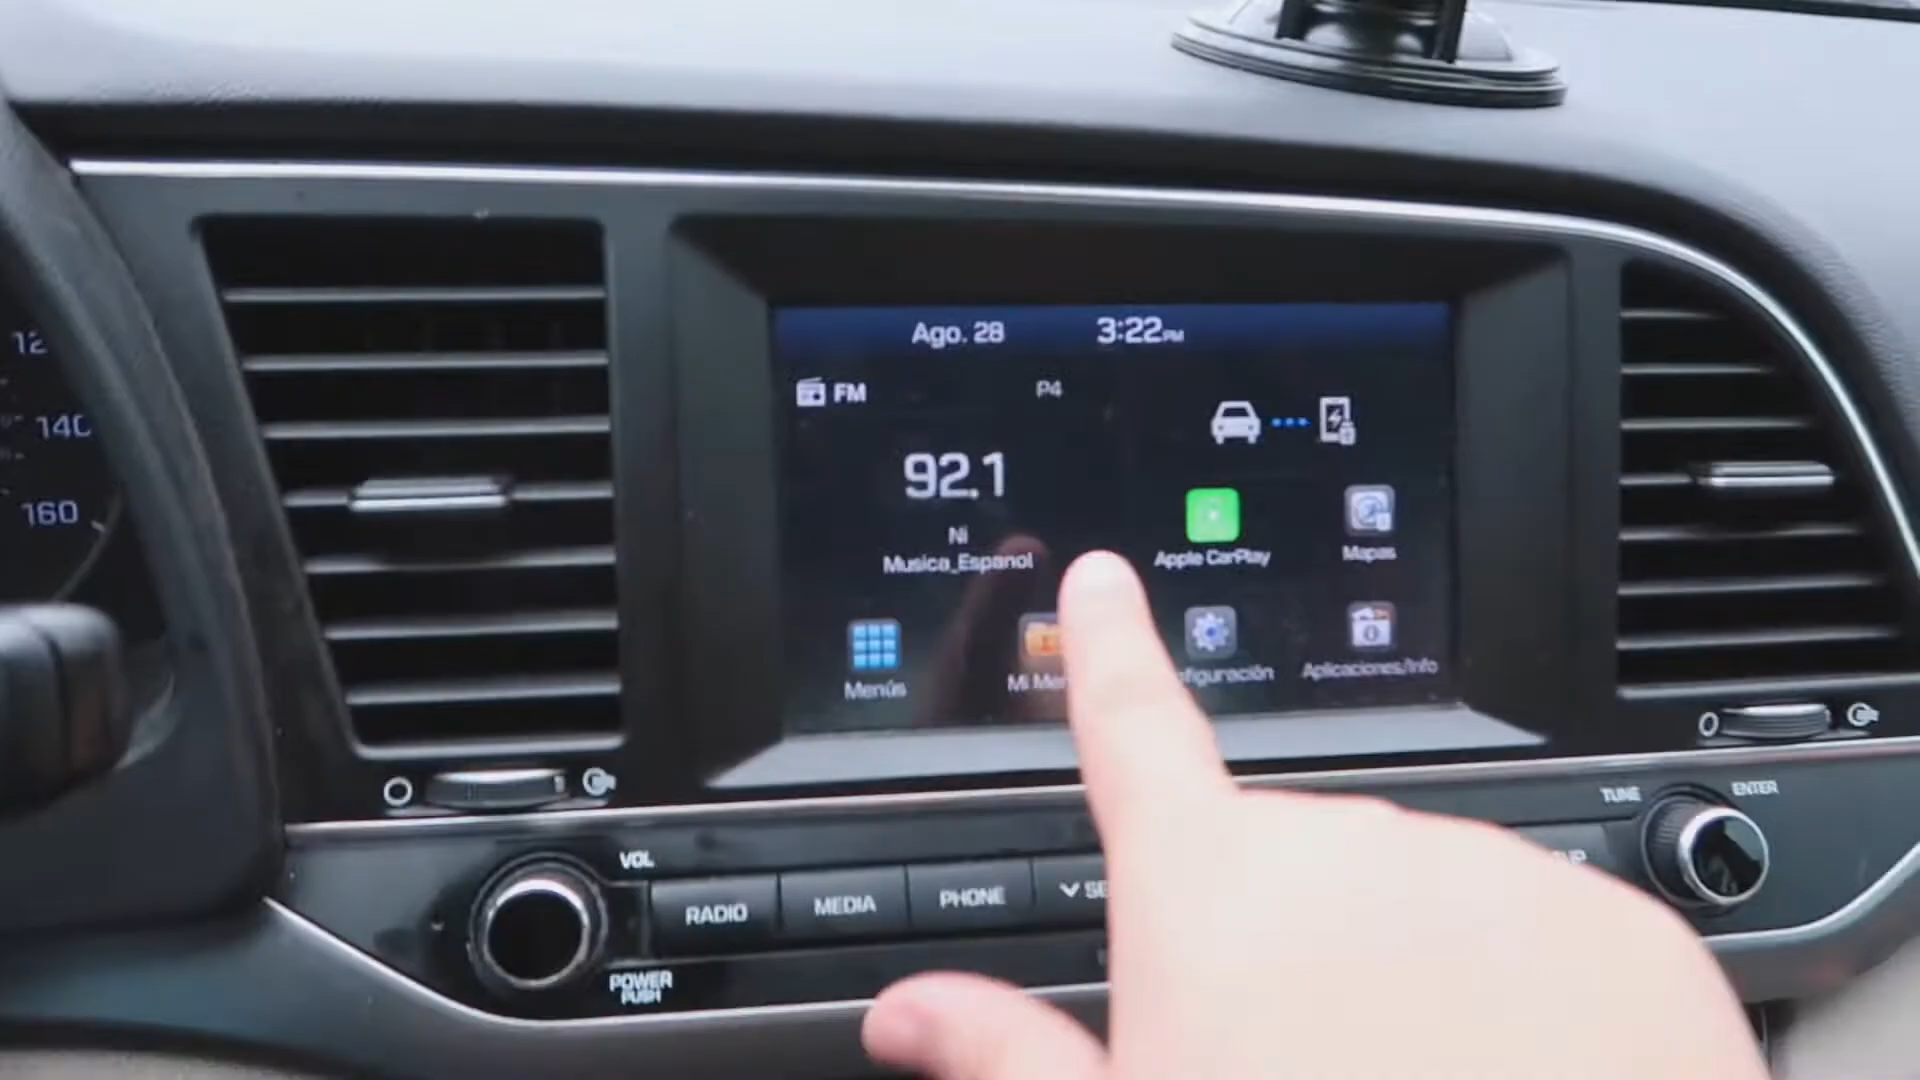 12
140
160
Ago. 28
3:22PM
FM
P4
92.1
Ni
Musica_Espanol
Apple CarPlay
Mapas
Menús
Mi
Aplicaciones/Info
VOL
RADIO
MEDIA
PHONE
POWER
PUSH
TUNE
ENTER